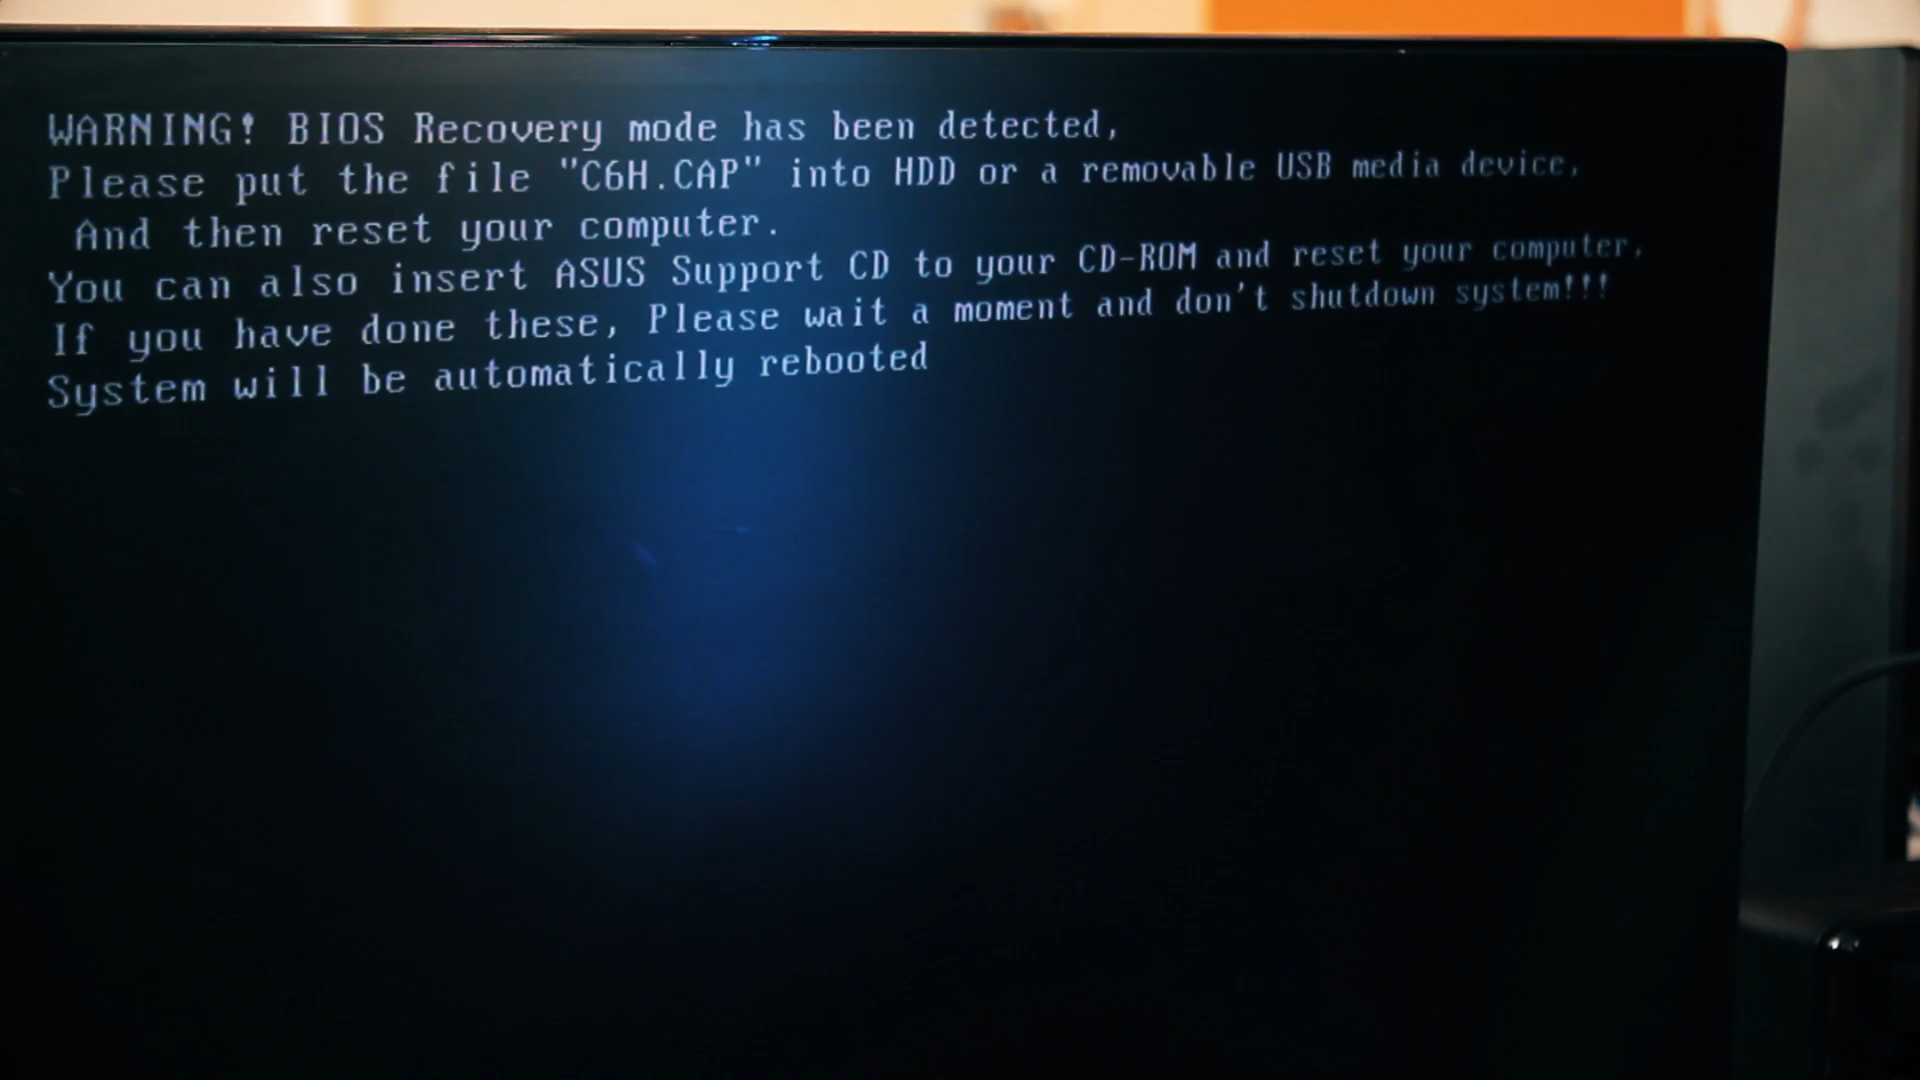 WARNING! BIOS Recovery mode has been detected,
Please put the file "C6H.CAP" into HDD or a removable USB media device,
And then reset your computer.
You can also insert ASUS Support CD to your CD-ROM and reset your computer,
If you have done these, Please wait a moment and don't shutdown system!!!
System will be automatically rebooted